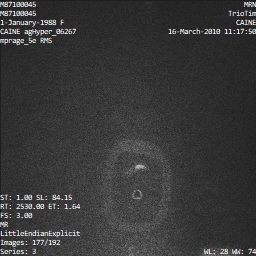 M87100045
MRN
M87100045
TrioTim
1-January-1988 F
CAINE
CAINE agHyper_06267
16-March-2010 11:17:50
mprage_5e RMS
ST: 1.00 SL: 84.15
RT: 2530.00 ET: 1.64
FS: 3.00
MR
LittleEndianExplicit
Images: 177/192
Series: 3
WL: 28 WW: 74